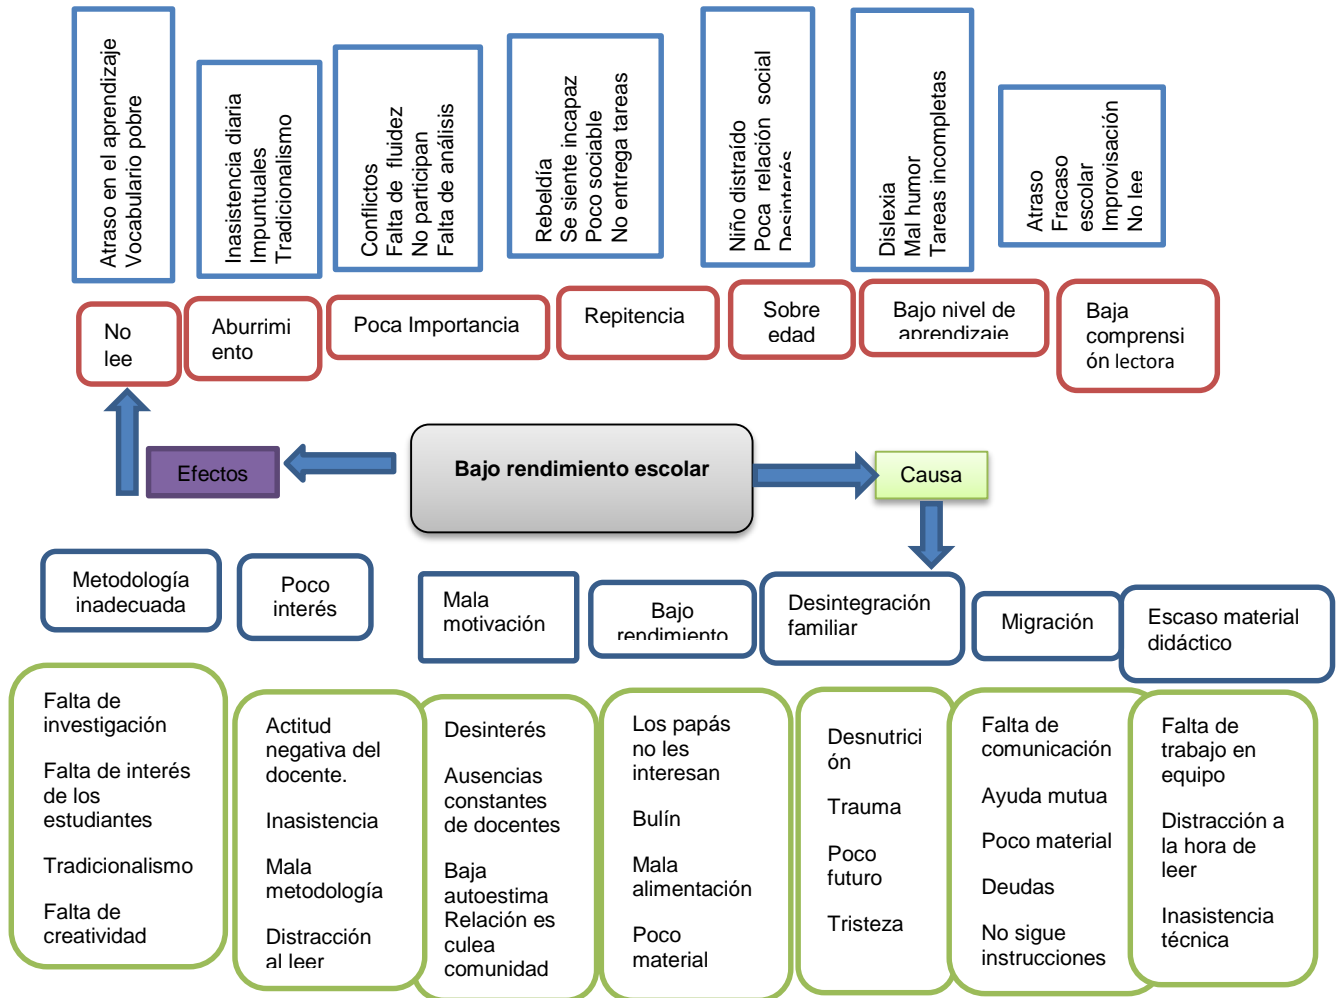 Atraso en el aprendizaje
Vocabulario pobre
Inasistencia diaria
Impuntuales
Tradicionalismo
Conflictos
Falta de fluidez
No participan
Falta de análisis
Rebeldía
Se siente incapaz
Poco sociable
No entrega tareas
Niño distraído
Poca relación social
Desinterés
Dislexia
Mal humor
Tareas incompletas
Atraso
Fracaso
escolar
Improvisación
No lee
No
lee
Aburrimi
ento
Poca Importancia
Repitencia
Sobre
edad
Bajo nivel de
aprendizaje
Baja
comprensi
ón lectora
Efectos
Bajo rendimiento escolar
Causa
Metodología
inadecuada
Poco
interés
Mala
motivación
Bajo
rendimiento
Desintegración
familiar
Migración
Escaso material
didáctico
Falta de
investigación
Falta de interés
de los
estudiantes
Tradicionalismo
Falta de
creatividad
Actitud
negativa del
docente.
Inasistencia
Mala
metodología
Distracción
al leer
Desinterés
Ausencias
constantes
de docentes
Baja
autoestima
Relación es
culea
comunidad
Los papás
no les
interesan
Bulín
Mala
alimentación
Poco
material
Desnutrici
ón
Trauma
Poco
futuro
Tristeza
Falta de
comunicación
Ayuda mutua
Poco material
Deudas
No sigue
instrucciones
Falta de
trabajo en
equipo
Distracción a
la hora de
leer
Inasistencia
técnica